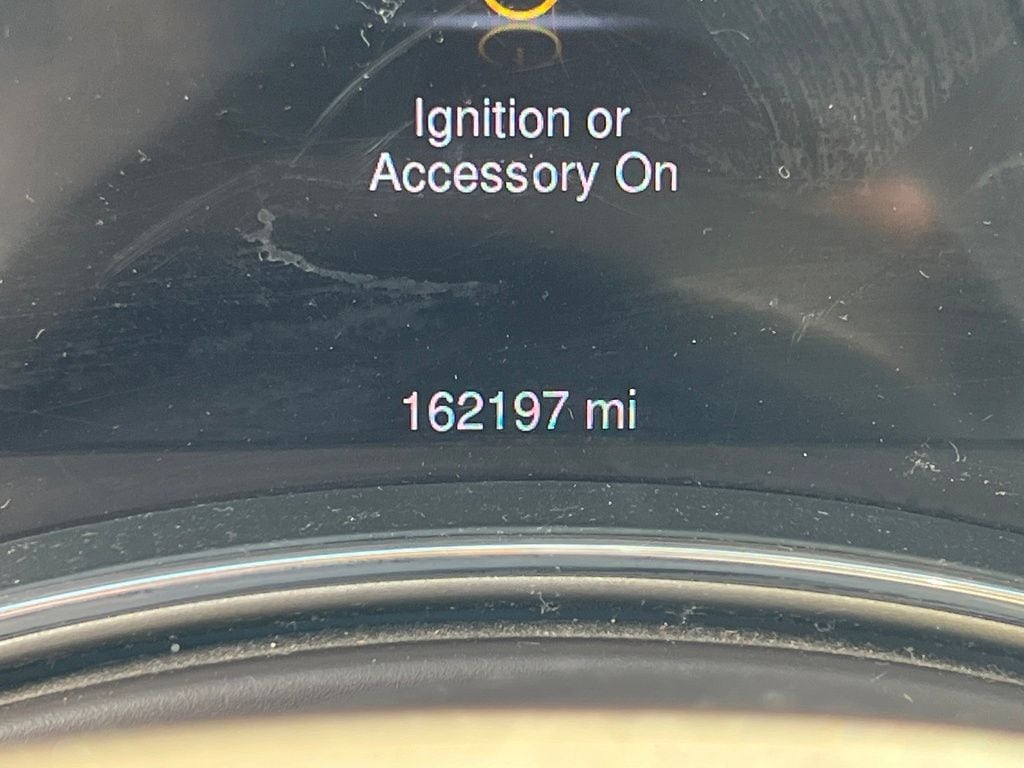 Ignition or
Accessory On
162197 mi